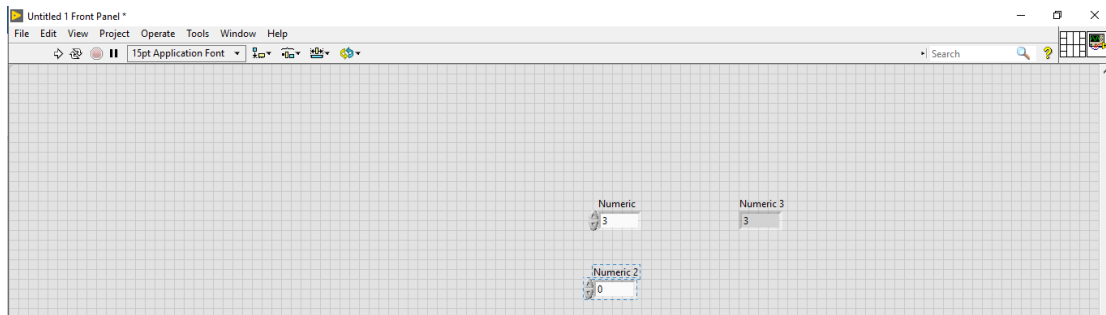 Untitled 1 Front Panel *
File Edit View Project Operate Tools Window Help
15pt Application Font
Search
Numeric
3
Numeric 3
3
Numeric 2
0